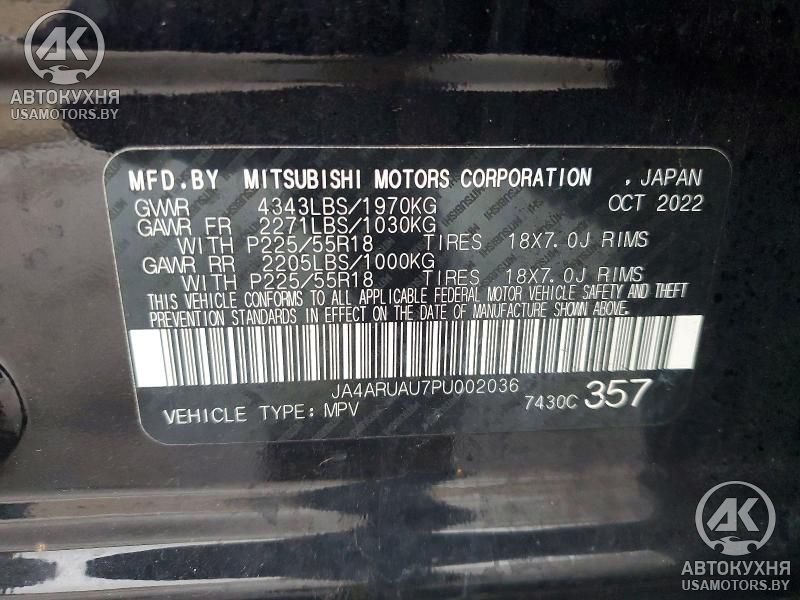 АК
АВТОКУХНЯ
USAMOTORS.BY
MFD.BY MITSUBISHI MOTORS CORPORATION . JAPAN
GVWR 4343LBS/1970KG OCT 2022
GAWR FR 2271LBS/1030KG
WITH P225/55R18 TIRES 18X7.0J RIMS
GAWR RR 2205LBS/1000KG
WITH P225/55R18 TIRES 18X7.0J RIMS
THIS VEHICLE CONFORMS TO ALL APPLICABLE FEDERAL MOTOR VEHICLE SAFETY AND THEFT
PREVENTION STANDARDS IN EFFECT ON THE DATE OF MANUFACTURE SHOWN ABOVE.
JA4ARUAU7PU002036
VEHICLE TYPE: MPV 7430C 357
АК
АВТОКУХНЯ
USAMOTORS.BY